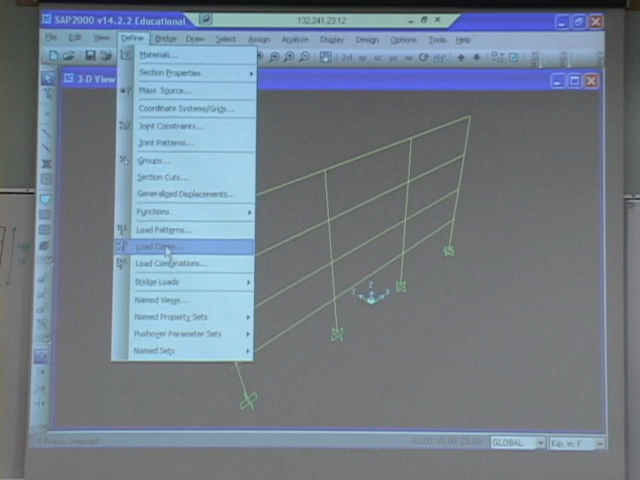 SAP2000 v14.2.2 Educational
132.241.23.12
File Edit View Define Bridge Draw Select Assign Analyze Display Design Options Tools Help
3-D View
Materials...
Section Properties
Mass Source...
Coordinate Systems/Grids...
Joint Constraints...
Joint Patterns...
Groups...
Section Cuts...
Generalized Displacements...
Functions
Load Patterns...
Load Cases...
Load Combinations...
Bridge Loads
Named Views...
Named Property Sets
Pushover Parameter Sets
Named Sets
Z
GLOBAL
Kip, in, F